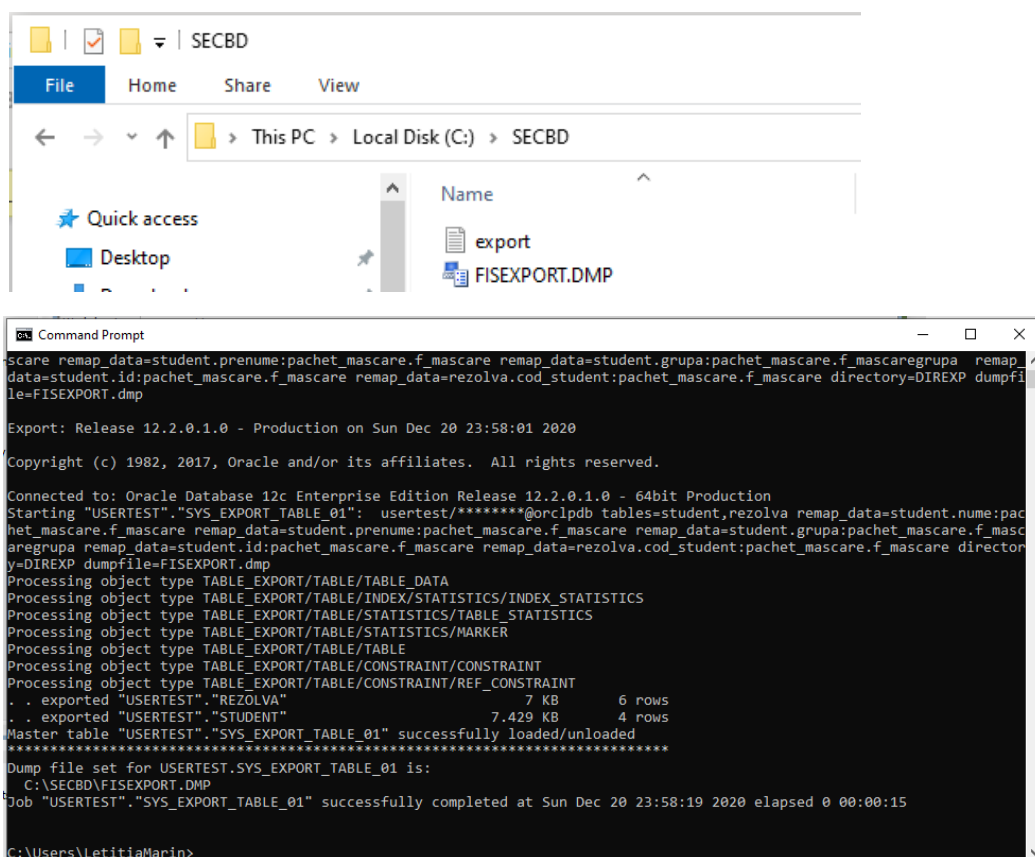 SECBD
File Home Share View
This PC > Local Disk (C:) > SECBD
Name
Quick access
export
Desktop
FISEXPORT.DMP
Command Prompt
scare remap_data=student.prenume:pachet_mascare.f_mascare remap_data=student.grupa:pachet_mascare.f_mascaregrupa  remap_
data=student.id:pachet_mascare.f_mascare remap_data=rezolva.cod_student:pachet_mascare.f_mascare directory=DIREXP dumpfi
le=FISEXPORT.dmp
Export: Release 12.2.0.1.0 - Production on Sun Dec 20 23:58:01 2020
Copyright (c) 1982, 2017, Oracle and/or its affiliates.  All rights reserved.
Connected to: Oracle Database 12c Enterprise Edition Release 12.2.0.1.0 - 64bit Production
Starting "USERTEST"."SYS_EXPORT_TABLE_01":  usertest/********@orclpdb tables=student,rezolva remap_data=student.nume:pac
het_mascare.f_mascare remap_data=student.prenume:pachet_mascare.f_mascare remap_data=student.grupa:pachet_mascare.f_masc
aregrupa remap_data=student.id:pachet_mascare.f_mascare remap_data=rezolva.cod_student:pachet_mascare.f_mascare director
y=DIREXP dumpfile=FISEXPORT.dmp
Processing object type TABLE_EXPORT/TABLE/TABLE_DATA
Processing object type TABLE_EXPORT/TABLE/INDEX/STATISTICS/INDEX_STATISTICS
Processing object type TABLE_EXPORT/TABLE/STATISTICS/TABLE_STATISTICS
Processing object type TABLE_EXPORT/TABLE/STATISTICS/MARKER
Processing object type TABLE_EXPORT/TABLE/TABLE
Processing object type TABLE_EXPORT/TABLE/CONSTRAINT/CONSTRAINT
Processing object type TABLE_EXPORT/TABLE/CONSTRAINT/REF_CONSTRAINT
. . exported "USERTEST"."REZOLVA"                             7 KB       6 rows
. . exported "USERTEST"."STUDENT"                         7.429 KB       4 rows
Master table "USERTEST"."SYS_EXPORT_TABLE_01" successfully loaded/unloaded
******************************************************************************
Dump file set for USERTEST.SYS_EXPORT_TABLE_01 is:
  C:\SECBD\FISEXPORT.DMP
Job "USERTEST"."SYS_EXPORT_TABLE_01" successfully completed at Sun Dec 20 23:58:19 2020 elapsed 0 00:00:15
C:\Users\LetitiaMarin>